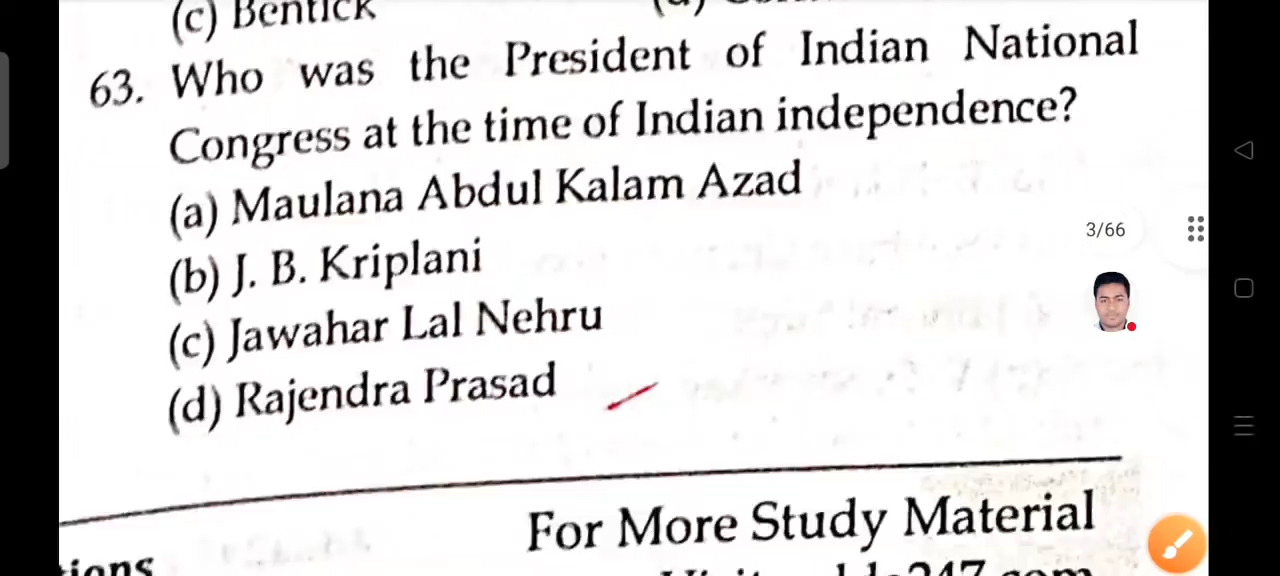 (c) Bentick
63. Who was the President of Indian National
Congress at the time of Indian independence?
(a) Maulana Abdul Kalam Azad
(b) J. B. Kriplani
(c) Jawahar Lal Nehru
(d) Rajendra Prasad
3/66
For More Study Material